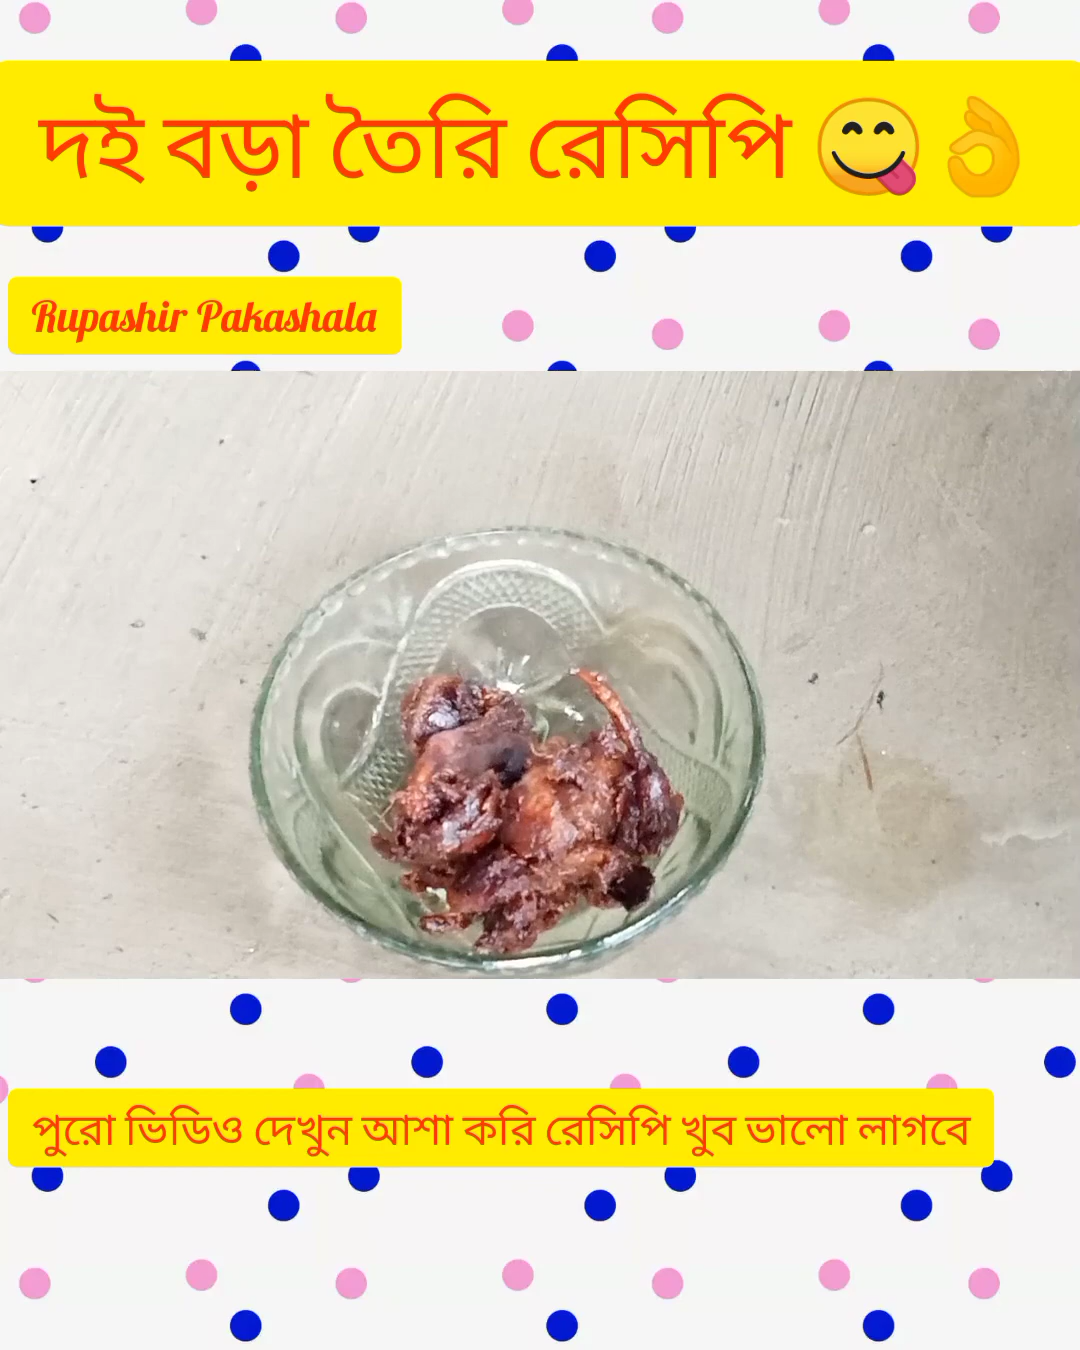 দই বড়া তৈরি রেসিপি 😋👌
Rupashir Pakashala
পুরো ভিডিও দেখুন আশা করি রেসিপি খুব ভালো লাগবে